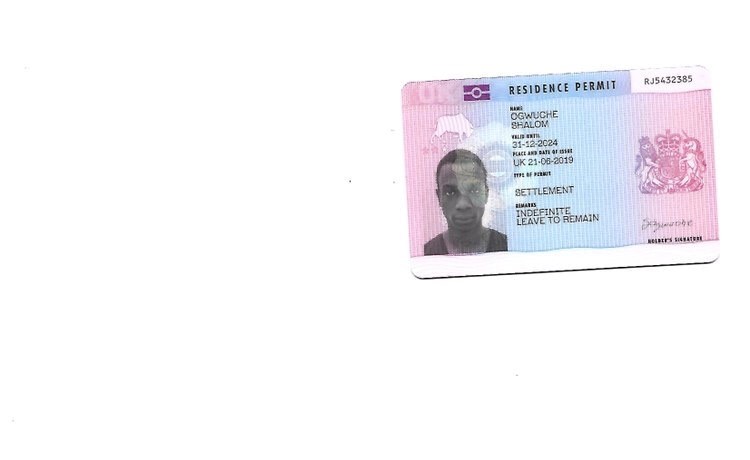 UK
RESIDENCE PERMIT
RJ5432385
NAME
OGWUCHE
SHALOM
VALID UNTIL
31-12-2024
PLACE AND DATE OF ISSUE
UK 21-06-2019
TYPE OF PERMIT
SETTLEMENT
REMARKS
INDEFINITE
LEAVE TO REMAIN
HOLDER'S SIGNATURE